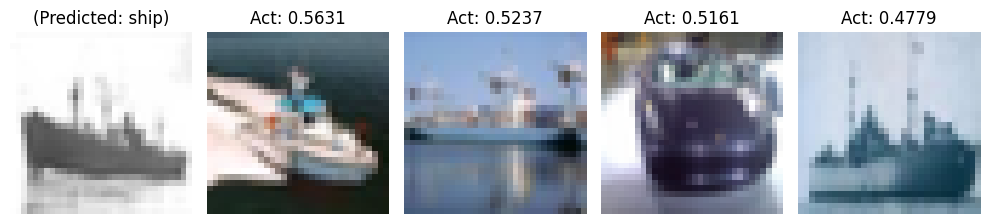 (Predicted: ship)
Act: 0.5631
Act: 0.5237
Act: 0.5161
Act: 0.4779